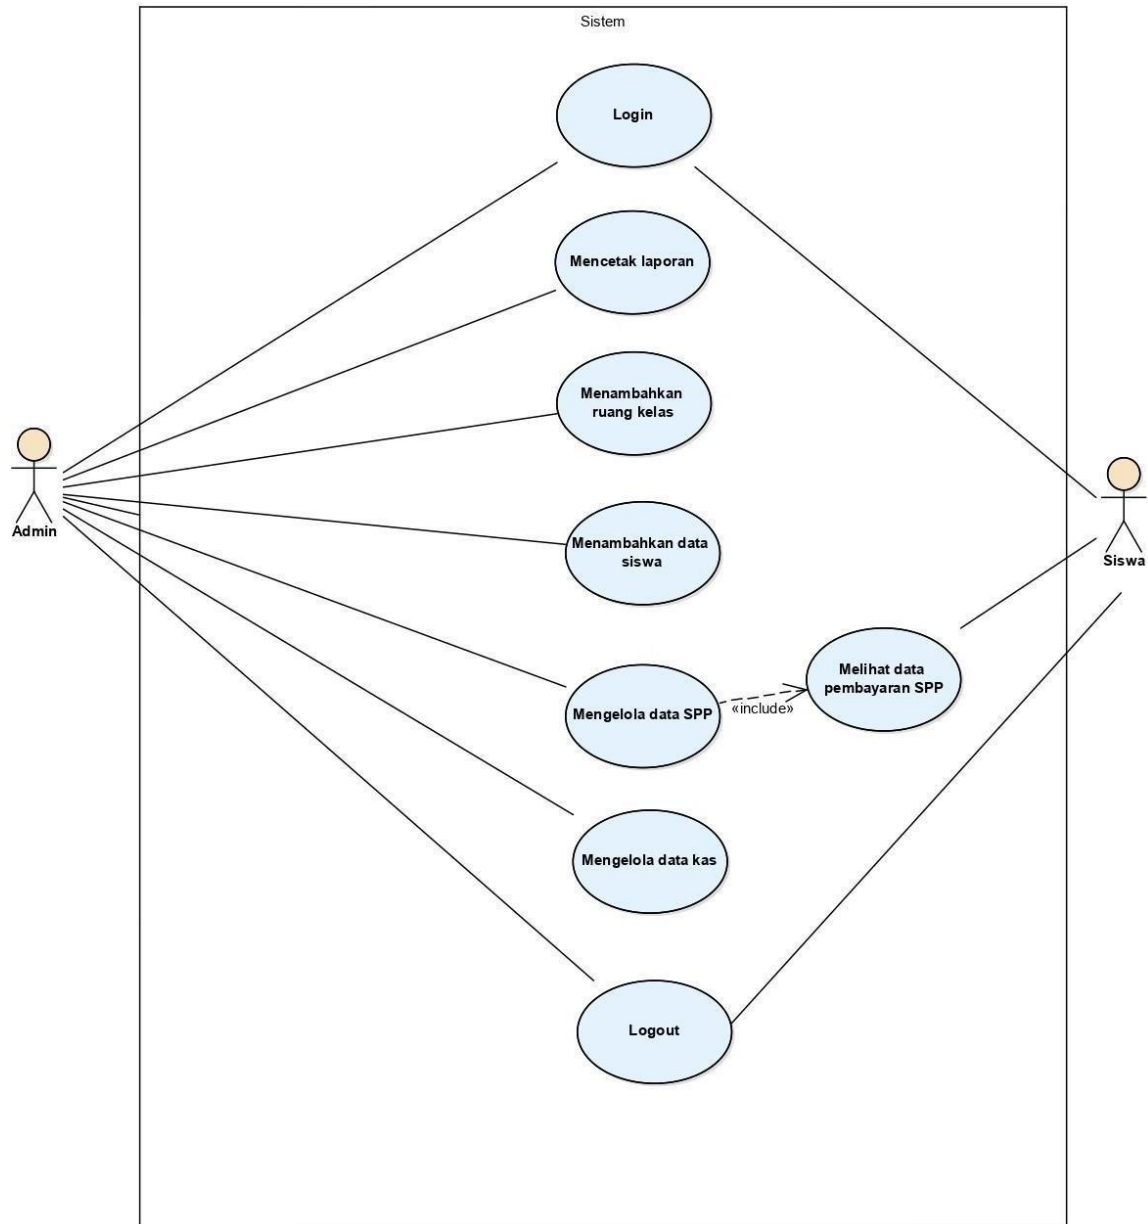 Sistem
Login
Mencetak laporan
Menambahkan
ruang kelas
Admin
Menambahkan data
siswa
Siswa
Melihat data
pembayaran SPP
Mengelola data SPP
«include»
Mengelola data kas
Logout